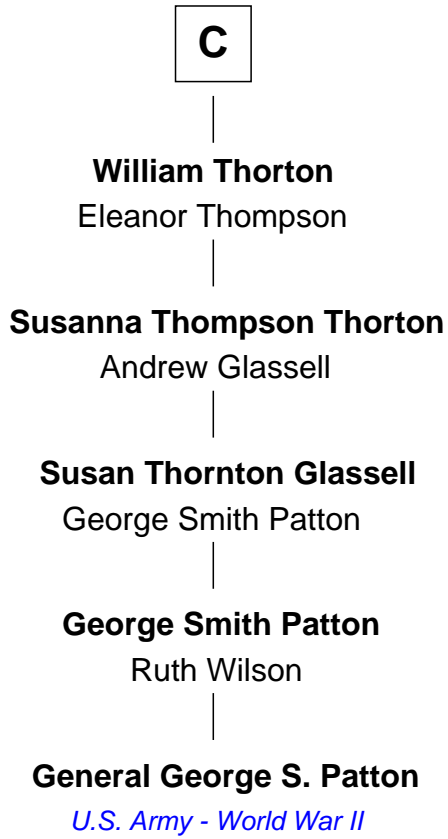 C
William Thorton
Eleanor Thompson
Susanna Thompson Thorton
Andrew Glassell
Susan Thornton Glassell
George Smith Patton
George Smith Patton
Ruth Wilson
General George S. Patton
U.S. Army - World War II